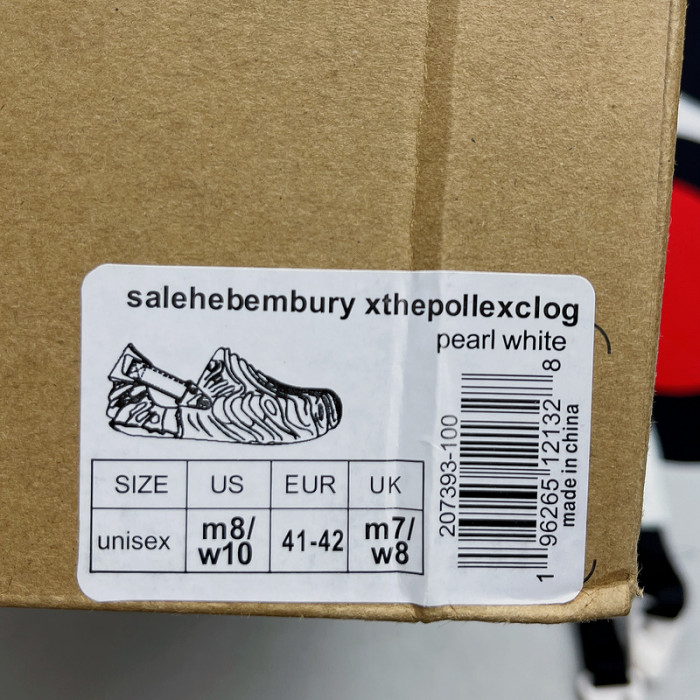 salehebembury xthepollexclog
pearl white
SIZE US EUR UK
unisex m8/ w10 41-42 m7/ w8
207393-100
1 96265 12132 8
made in china